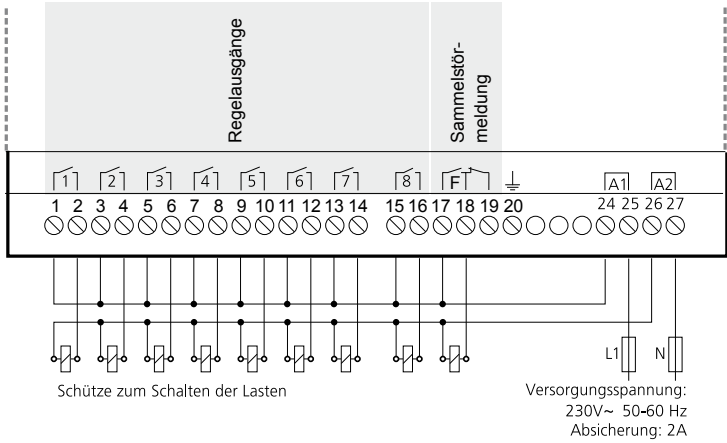 Regelausgänge
Sammelstör-
meldung
1 2 3 4 5 6 7 8 F A1 A2
1 2 3 4 5 6 7 8 9 10 11 12 13 14 15 16 17 18 19 20 24 25 26 27
L1 N
Schütze zum Schalten der Lasten
Versorgungsspannung:
230V~ 50-60 Hz
Absicherung: 2A